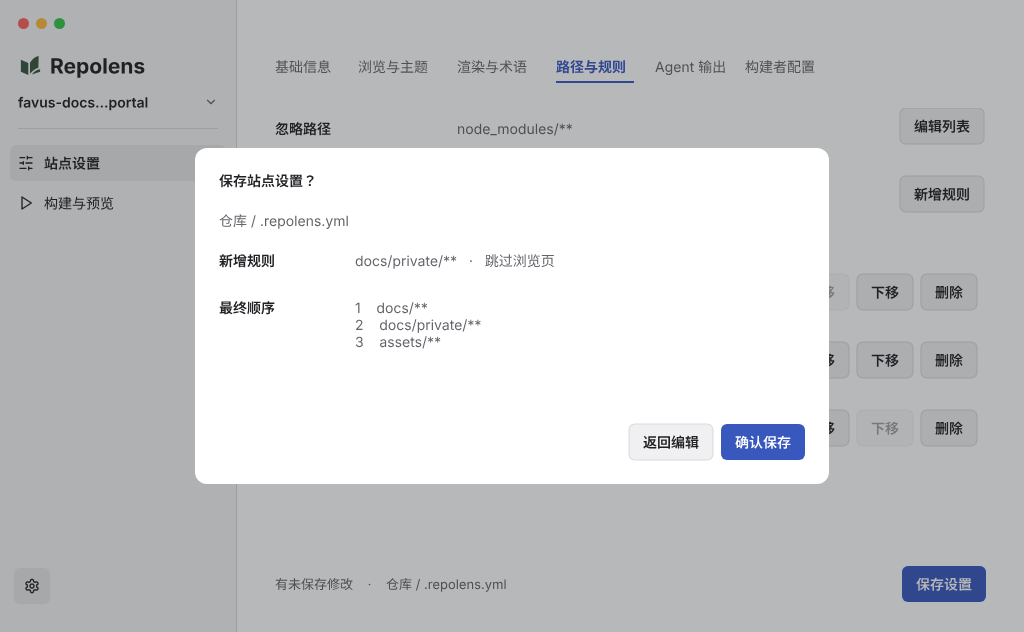 Repolens
favus-docs...portal
站点设置
构建与预览
基础信息 浏览与主题 渲染与术语 路径与规则 Agent 输出 构建者配置
忽略路径 node_modules/** 编辑列表
新增规则
保存站点设置？
仓库 / .repolens.yml
新增规则 docs/private/** · 跳过浏览页
最终顺序 1 docs/**
2 docs/private/**
3 assets/**
返回编辑 确认保存
移 下移 删除
移 下移 删除
移 下移 删除
有未保存修改 · 仓库 / .repolens.yml 保存设置